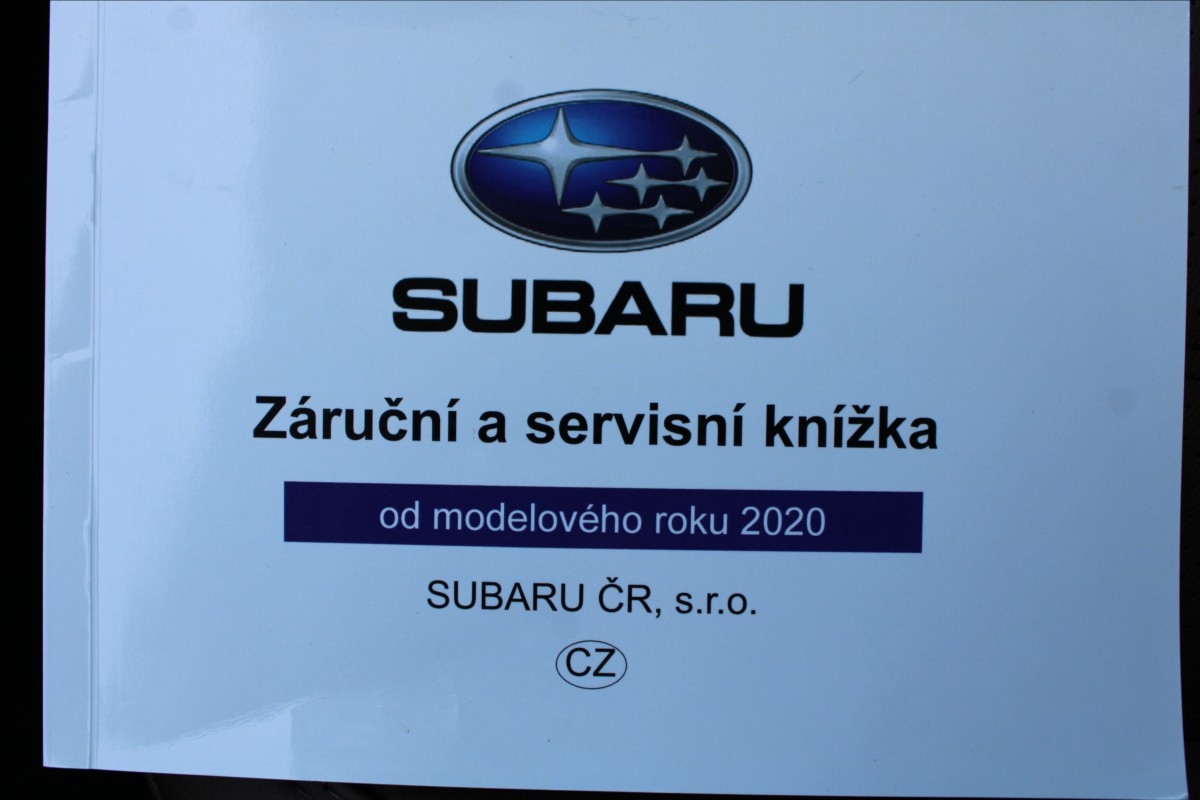 SUBARU
Záruční a servisní knížka
od modelového roku 2020
SUBARU ČR, s.r.o.
CZ